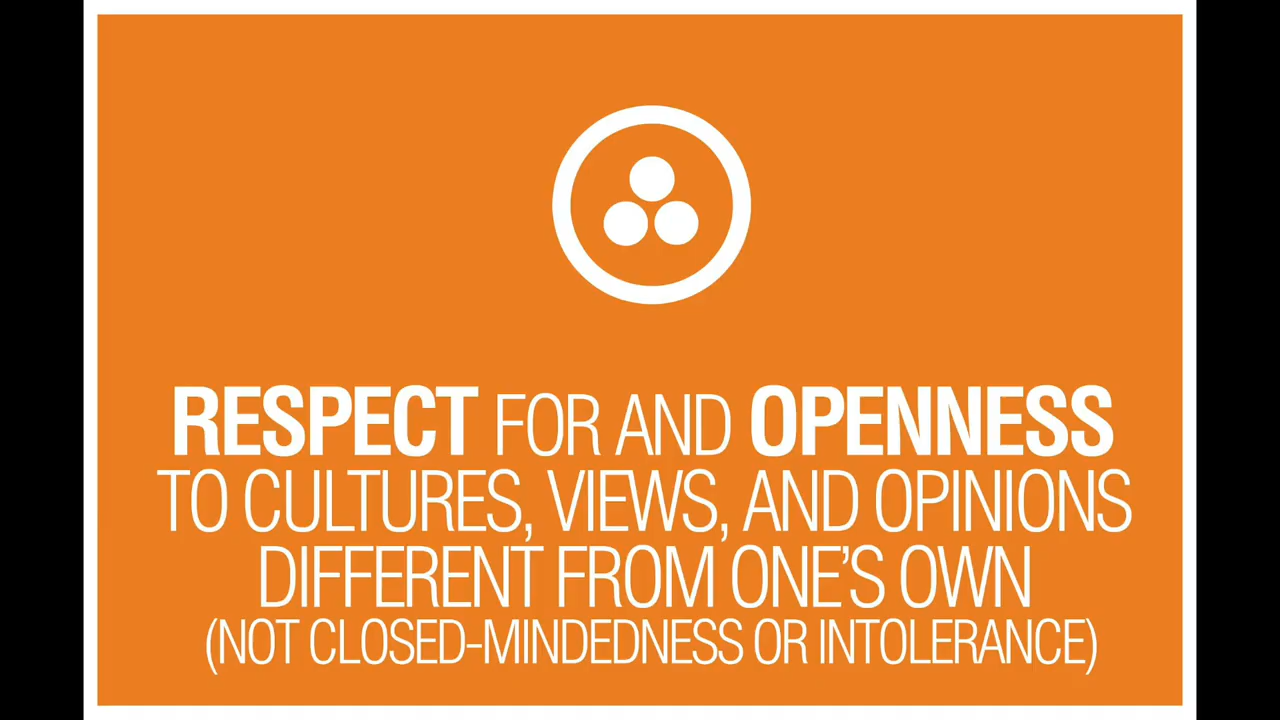 RESPECT FOR AND OPENNESS
TO CULTURES, VIEWS, AND OPINIONS
DIFFERENT FROM ONE'S OWN
(NOT CLOSED-MINDEDNESS OR INTOLERANCE)